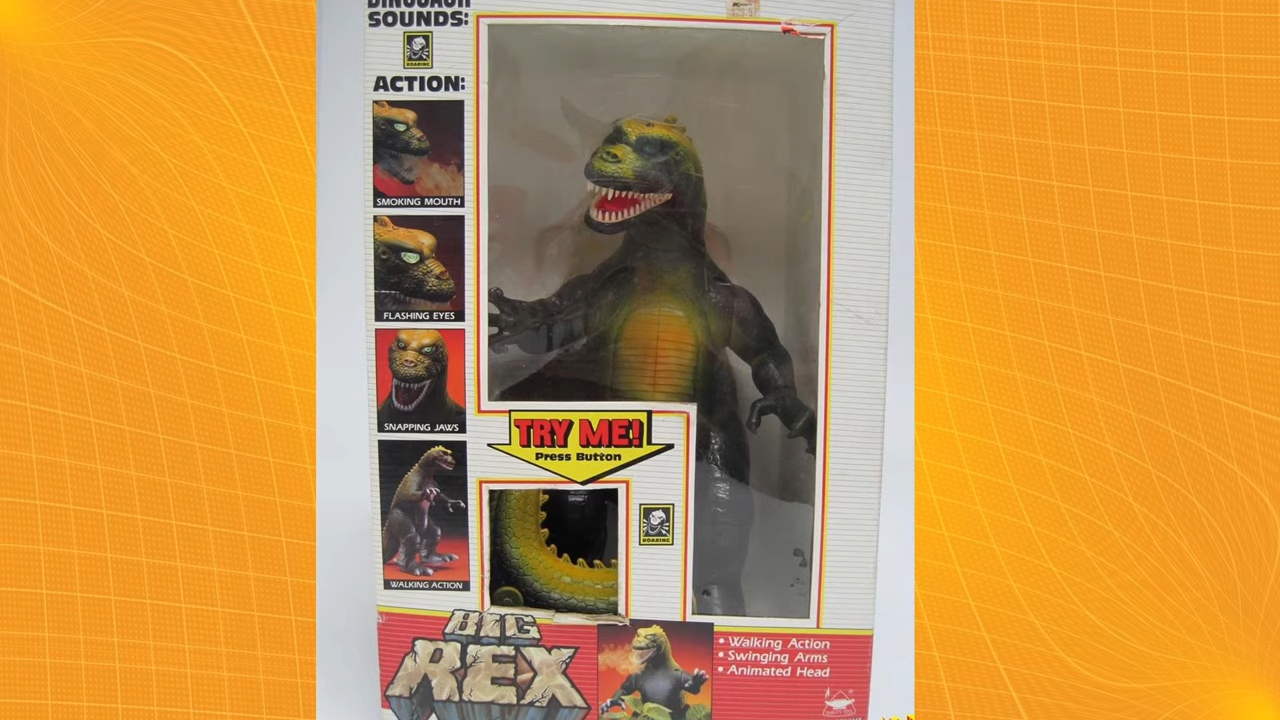 DINOSAUR
SOUNDS:
ROARING
ACTION:
SMOKING MOUTH
FLASHING EYES
SNAPPING JAWS
WALKING ACTION
TRY ME!
Press Button
ROARING
BIG
REX
• Walking Action
• Swinging Arms
• Animated Head